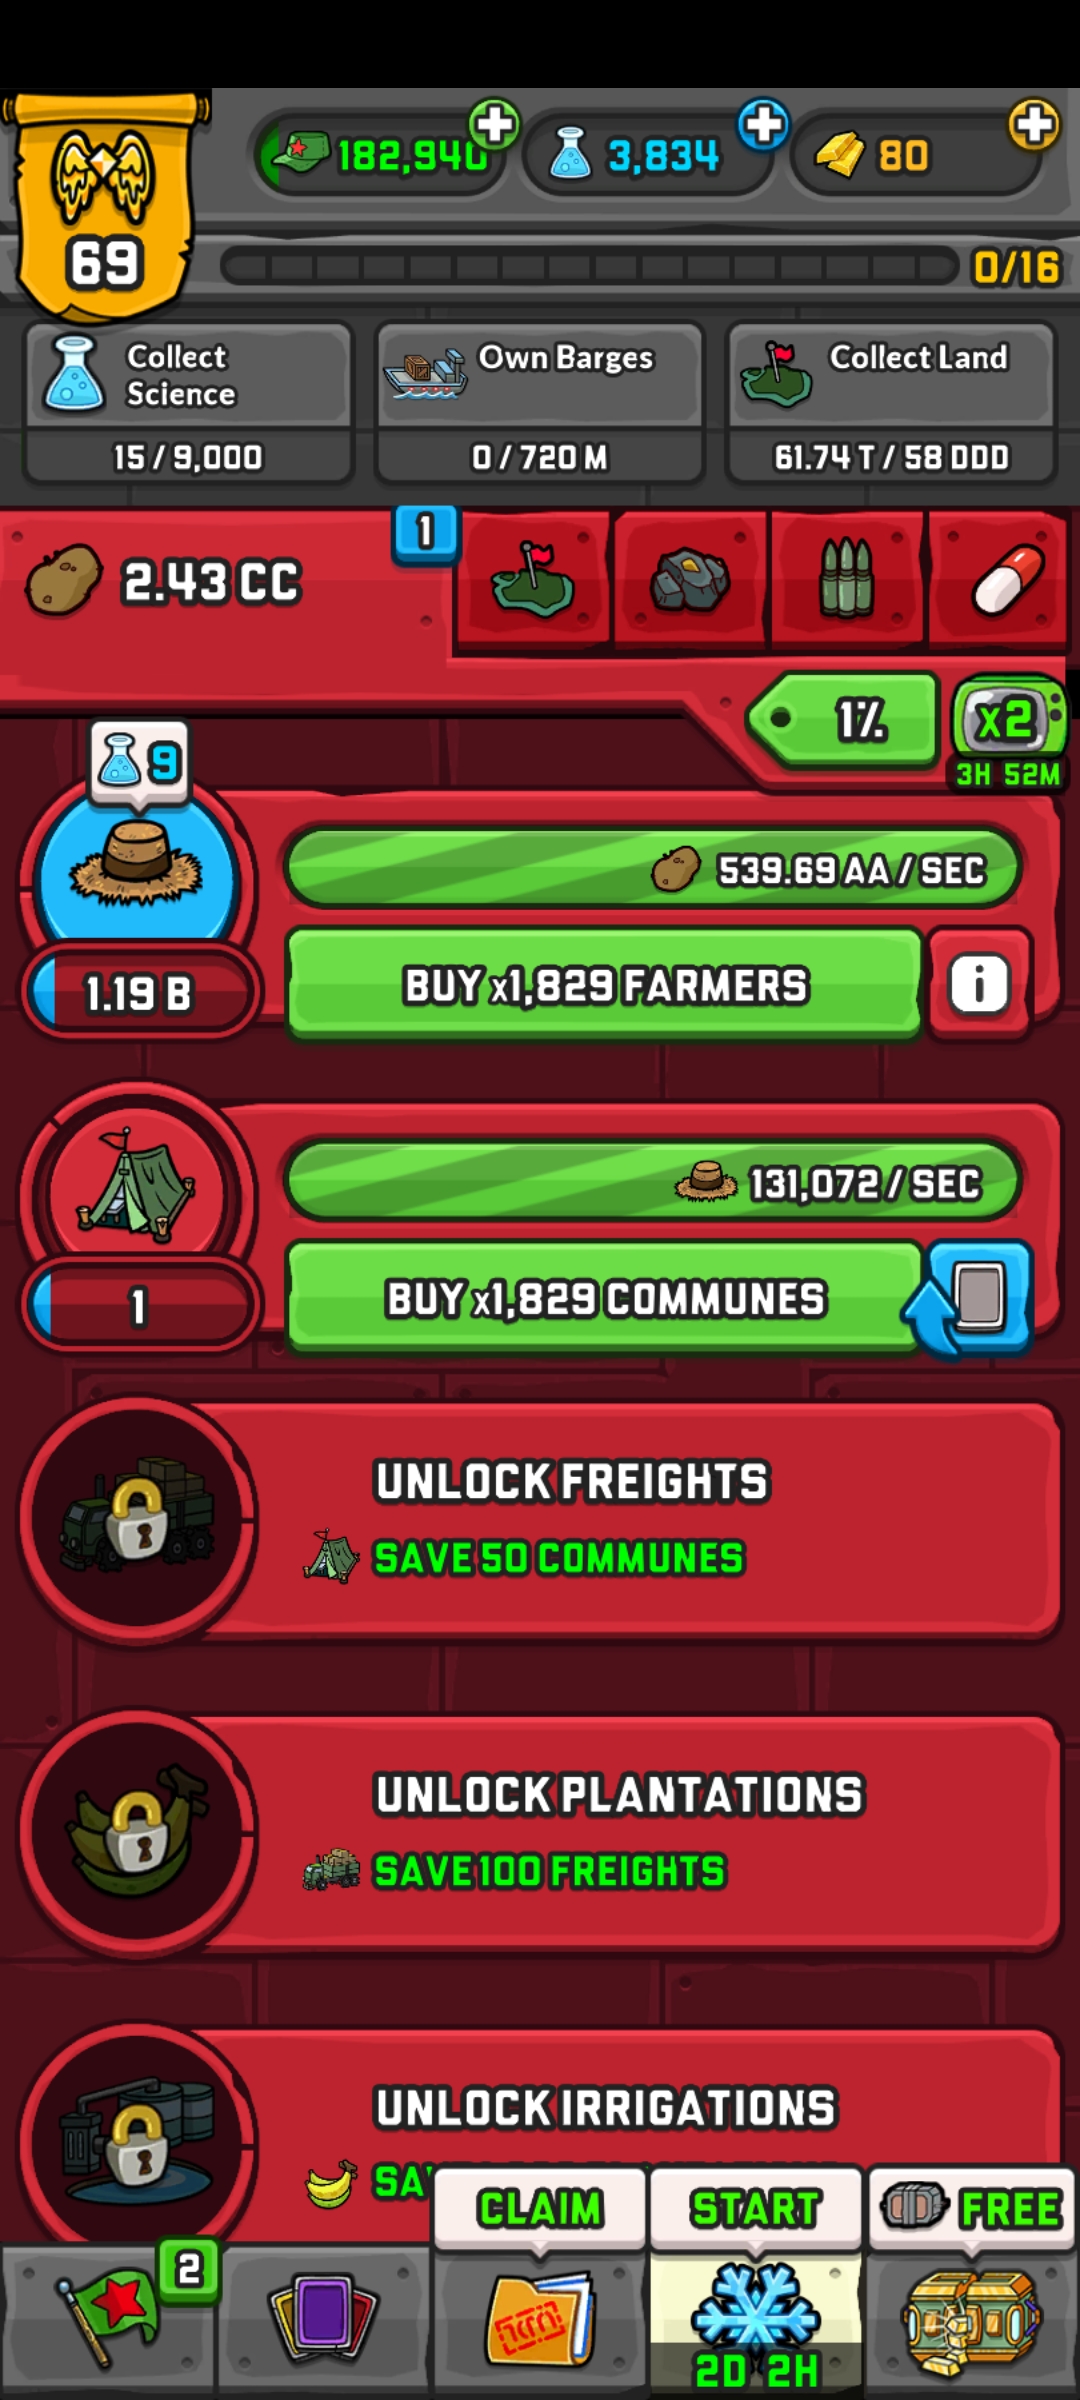 182,940
3,834
80
69
0/16
Collect
Science
15 / 9,000
Own Barges
0 / 720 M
Collect Land
61.74 T / 58 DDD
2.43 CC
1
1%
x2
3H 52M
9
539.69 AA / SEC
1.19 B
BUY x1,829 FARMERS
i
131,072 / SEC
1
BUY x1,829 COMMUNES
UNLOCK FREIGHTS
SAVE 50 COMMUNES
UNLOCK PLANTATIONS
SAVE 100 FREIGHTS
UNLOCK IRRIGATIONS
CLAIM
START
FREE
2
2D 2H